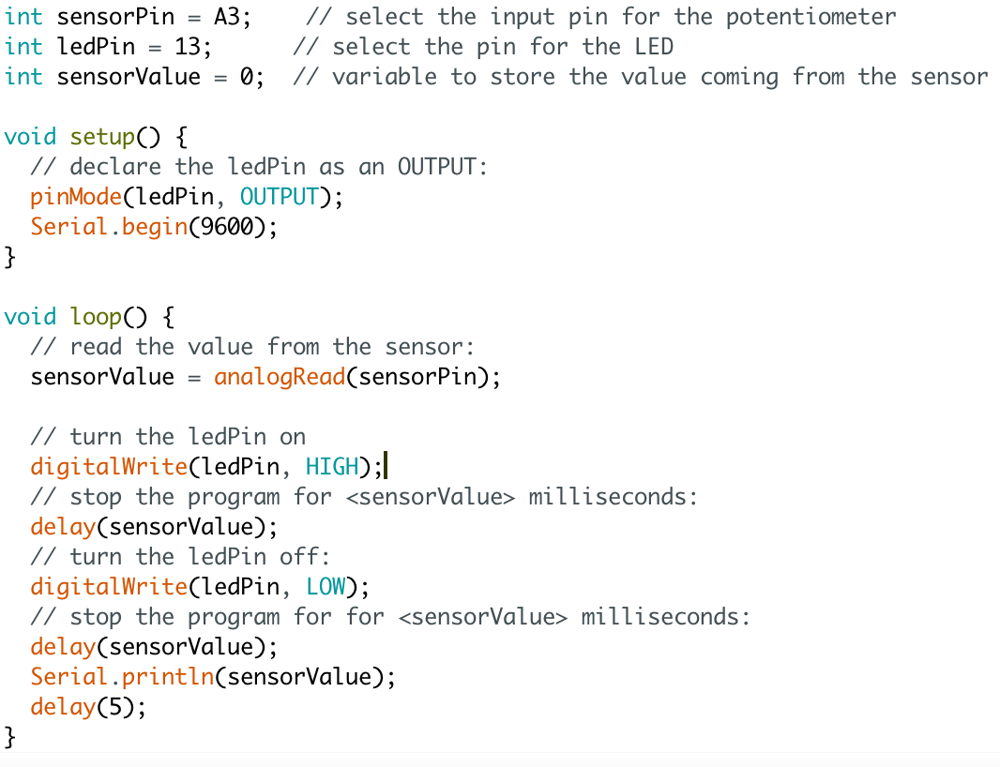 int sensorPin = A3;    // select the input pin for the potentiometer
int ledPin = 13;      // select the pin for the LED
int sensorValue = 0;  // variable to store the value coming from the sensor

void setup() {
  // declare the ledPin as an OUTPUT:
  pinMode(ledPin, OUTPUT);
  Serial.begin(9600);
}

void loop() {
  // read the value from the sensor:
  sensorValue = analogRead(sensorPin);

  // turn the ledPin on
  digitalWrite(ledPin, HIGH);
  // stop the program for <sensorValue> milliseconds:
  delay(sensorValue);
  // turn the ledPin off:
  digitalWrite(ledPin, LOW);
  // stop the program for for <sensorValue> milliseconds:
  delay(sensorValue);
  Serial.println(sensorValue);
  delay(5);
}